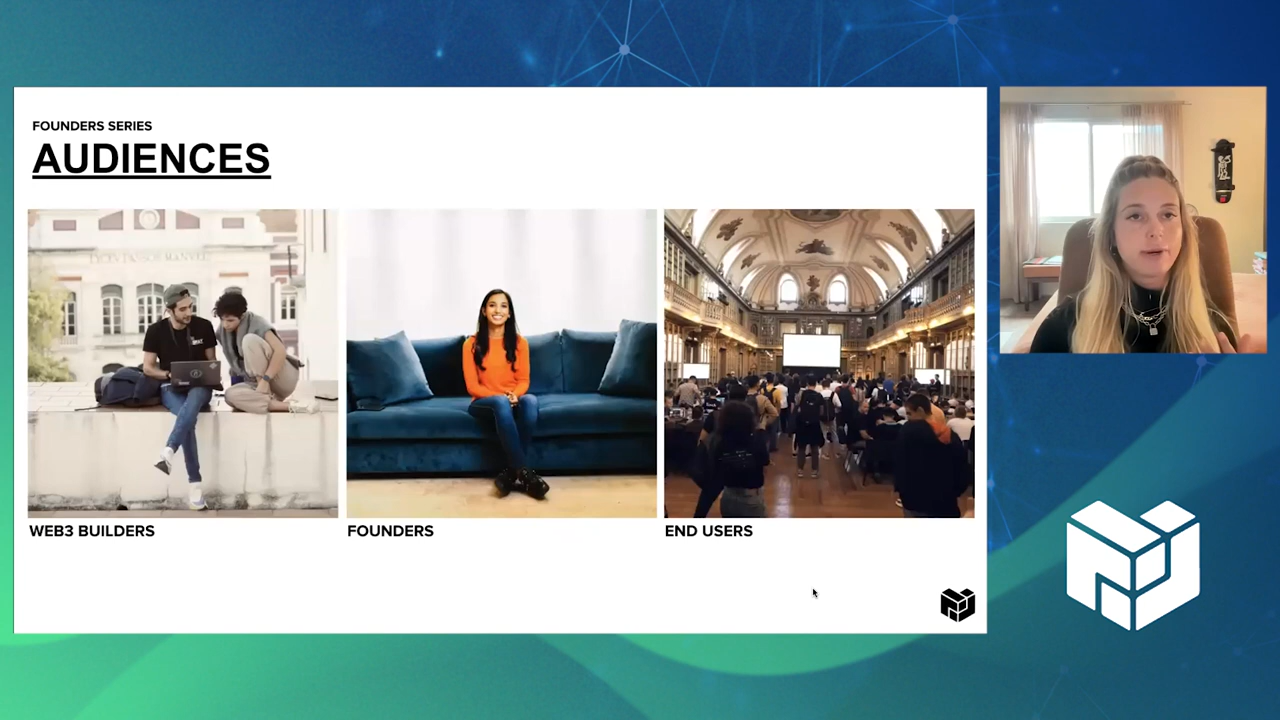 FOUNDERS SERIES
AUDIENCES
WEB3 BUILDERS
FOUNDERS
END USERS